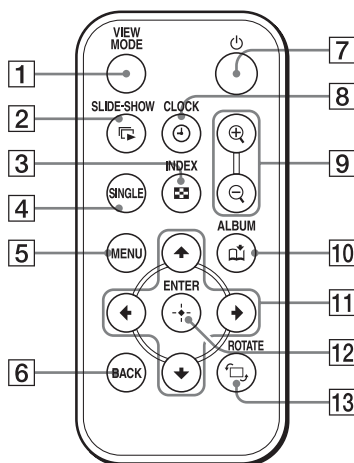 VIEW
MODE
1
7
SLIDE-SHOW
CLOCK
8
2
3
INDEX
9
4
SINGLE
ALBUM
5
MENU
10
ENTER
11
12
6
BACK
ROTATE
13